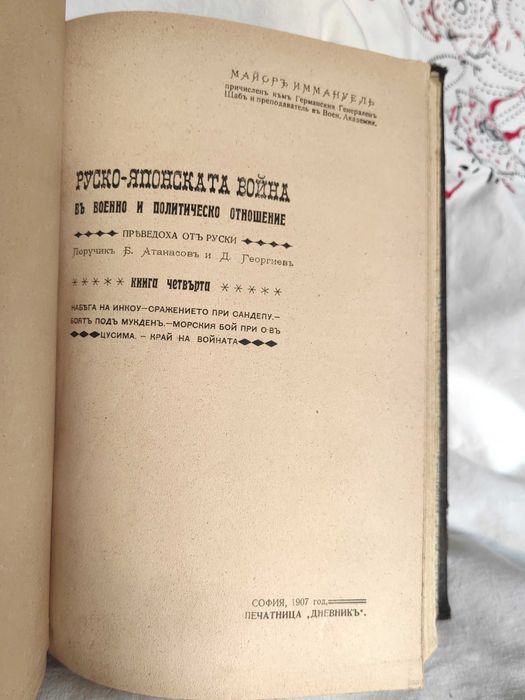 МАЙОРЪ ИММАНУЕЛЬ
причисленъ къмъ Германския Генераленъ
Щабъ и преподаватель въ Воен. Академия.
РУСКО-ЯПОНСКАТА ВОЙНА
ВЪ ВОЕННО И ПОЛИТИЧЕСКО ОТНОШЕНИЕ
ПРѢВЕДОХА ОТЪ РУСКИ
Поручикъ Б. Атанасовъ и Д. Георгиевъ
КНИГА ЧЕТВЪРТА
НАБѢГА НА ИНКОУ—СРАЖЕНИЕТО ПРИ САНДЕПУ.—
БОЯТЪ ПОДЪ МУКДЕНЪ.—МОРСКИЯ БОЙ ПРИ О-ВЪ
ЦУСИМА. — КРАЙ НА ВОЙНАТА
СОФИЯ, 1907 год.
ПЕЧАТНИЦА „ДНЕВНИКЪ“.